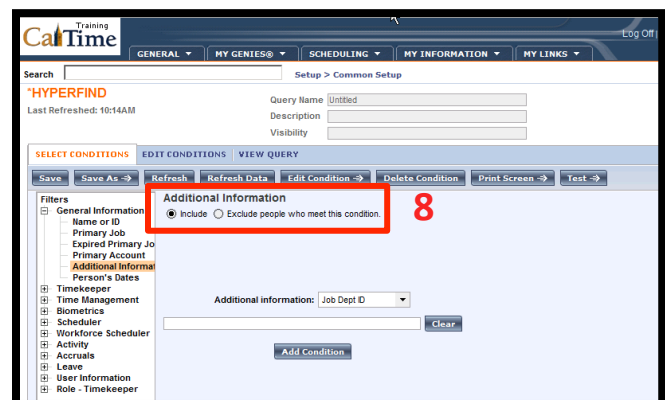 Training
CalTime
Log Off
GENERAL MY GENIES® SCHEDULING MY INFORMATION MY LINKS
Search Setup > Common Setup
*HYPERFIND
Last Refreshed: 10:14AM
Query Name Untitled
Description
Visibility
SELECT CONDITIONS EDIT CONDITIONS VIEW QUERY
Save Save As Refresh Refresh Data Edit Condition Delete Condition Print Screen Test
Filters
General Information
Name or ID
Primary Job
Expired Primary Jo
Primary Account
Additional Informat
Person's Dates
Timekeeper
Time Management
Biometrics
Scheduler
Workforce Scheduler
Activity
Accruals
Leave
User Information
Role - Timekeeper
Additional Information
Include Exclude people who meet this condition.
8
Additional information: Job Dept ID
Clear
Add Condition